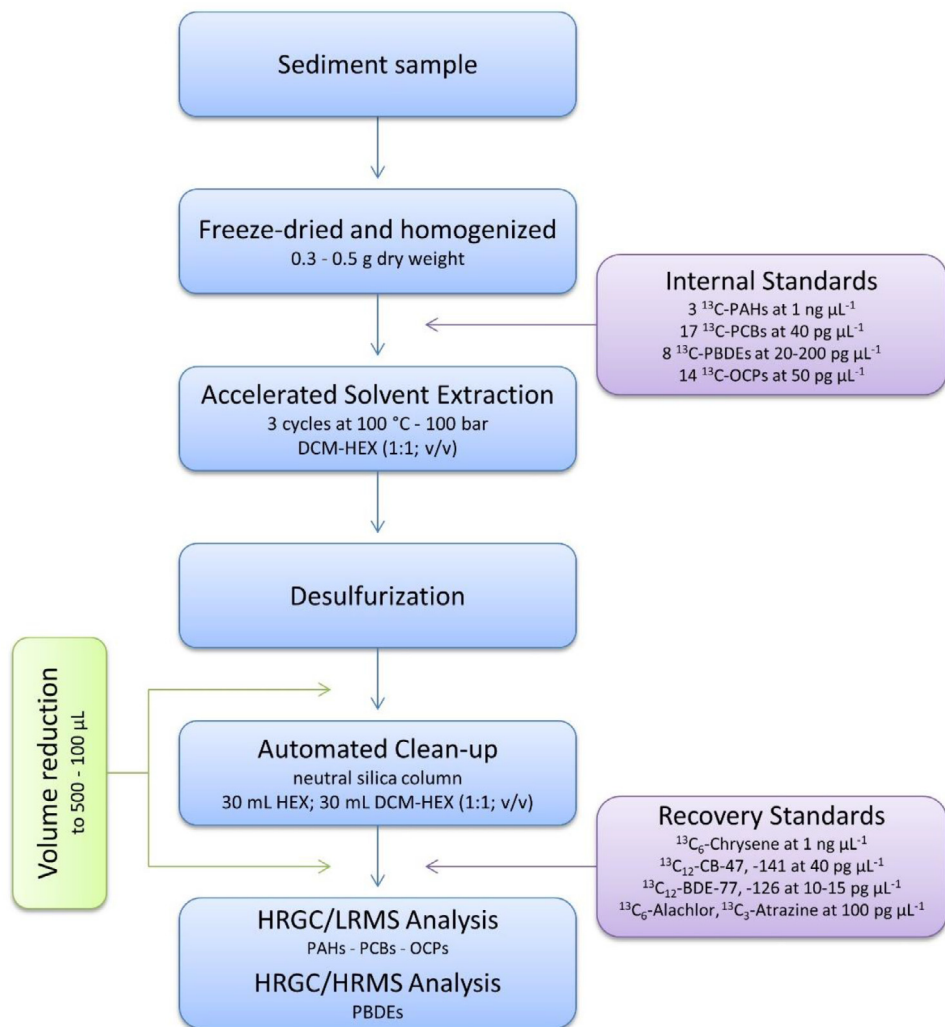 Sediment sample
Freeze-dried and homogenized
0.3 - 0.5 g dry weight
Internal Standards
3 ¹³C-PAHs at 1 ng µL⁻¹
17 ¹³C-PCBs at 40 pg µL⁻¹
8 ¹³C-PBDEs at 20-200 pg µL⁻¹
14 ¹³C-OCPs at 50 pg µL⁻¹
Accelerated Solvent Extraction
3 cycles at 100 °C - 100 bar
DCM-HEX (1:1; v/v)
Desulfurization
Volume reduction
to 500 - 100 µL
Automated Clean-up
neutral silica column
30 mL HEX; 30 mL DCM-HEX (1:1; v/v)
Recovery Standards
¹³C₆-Chrysene at 1 ng µL⁻¹
¹³C₁₂-CB-47, -141 at 40 pg µL⁻¹
¹³C₁₂-BDE-77, -126 at 10-15 pg µL⁻¹
¹³C₆-Alachlor, ¹³C₃-Atrazine at 100 pg µL⁻¹
HRGC/LRMS Analysis
PAHs - PCBs - OCPs
HRGC/HRMS Analysis
PBDEs